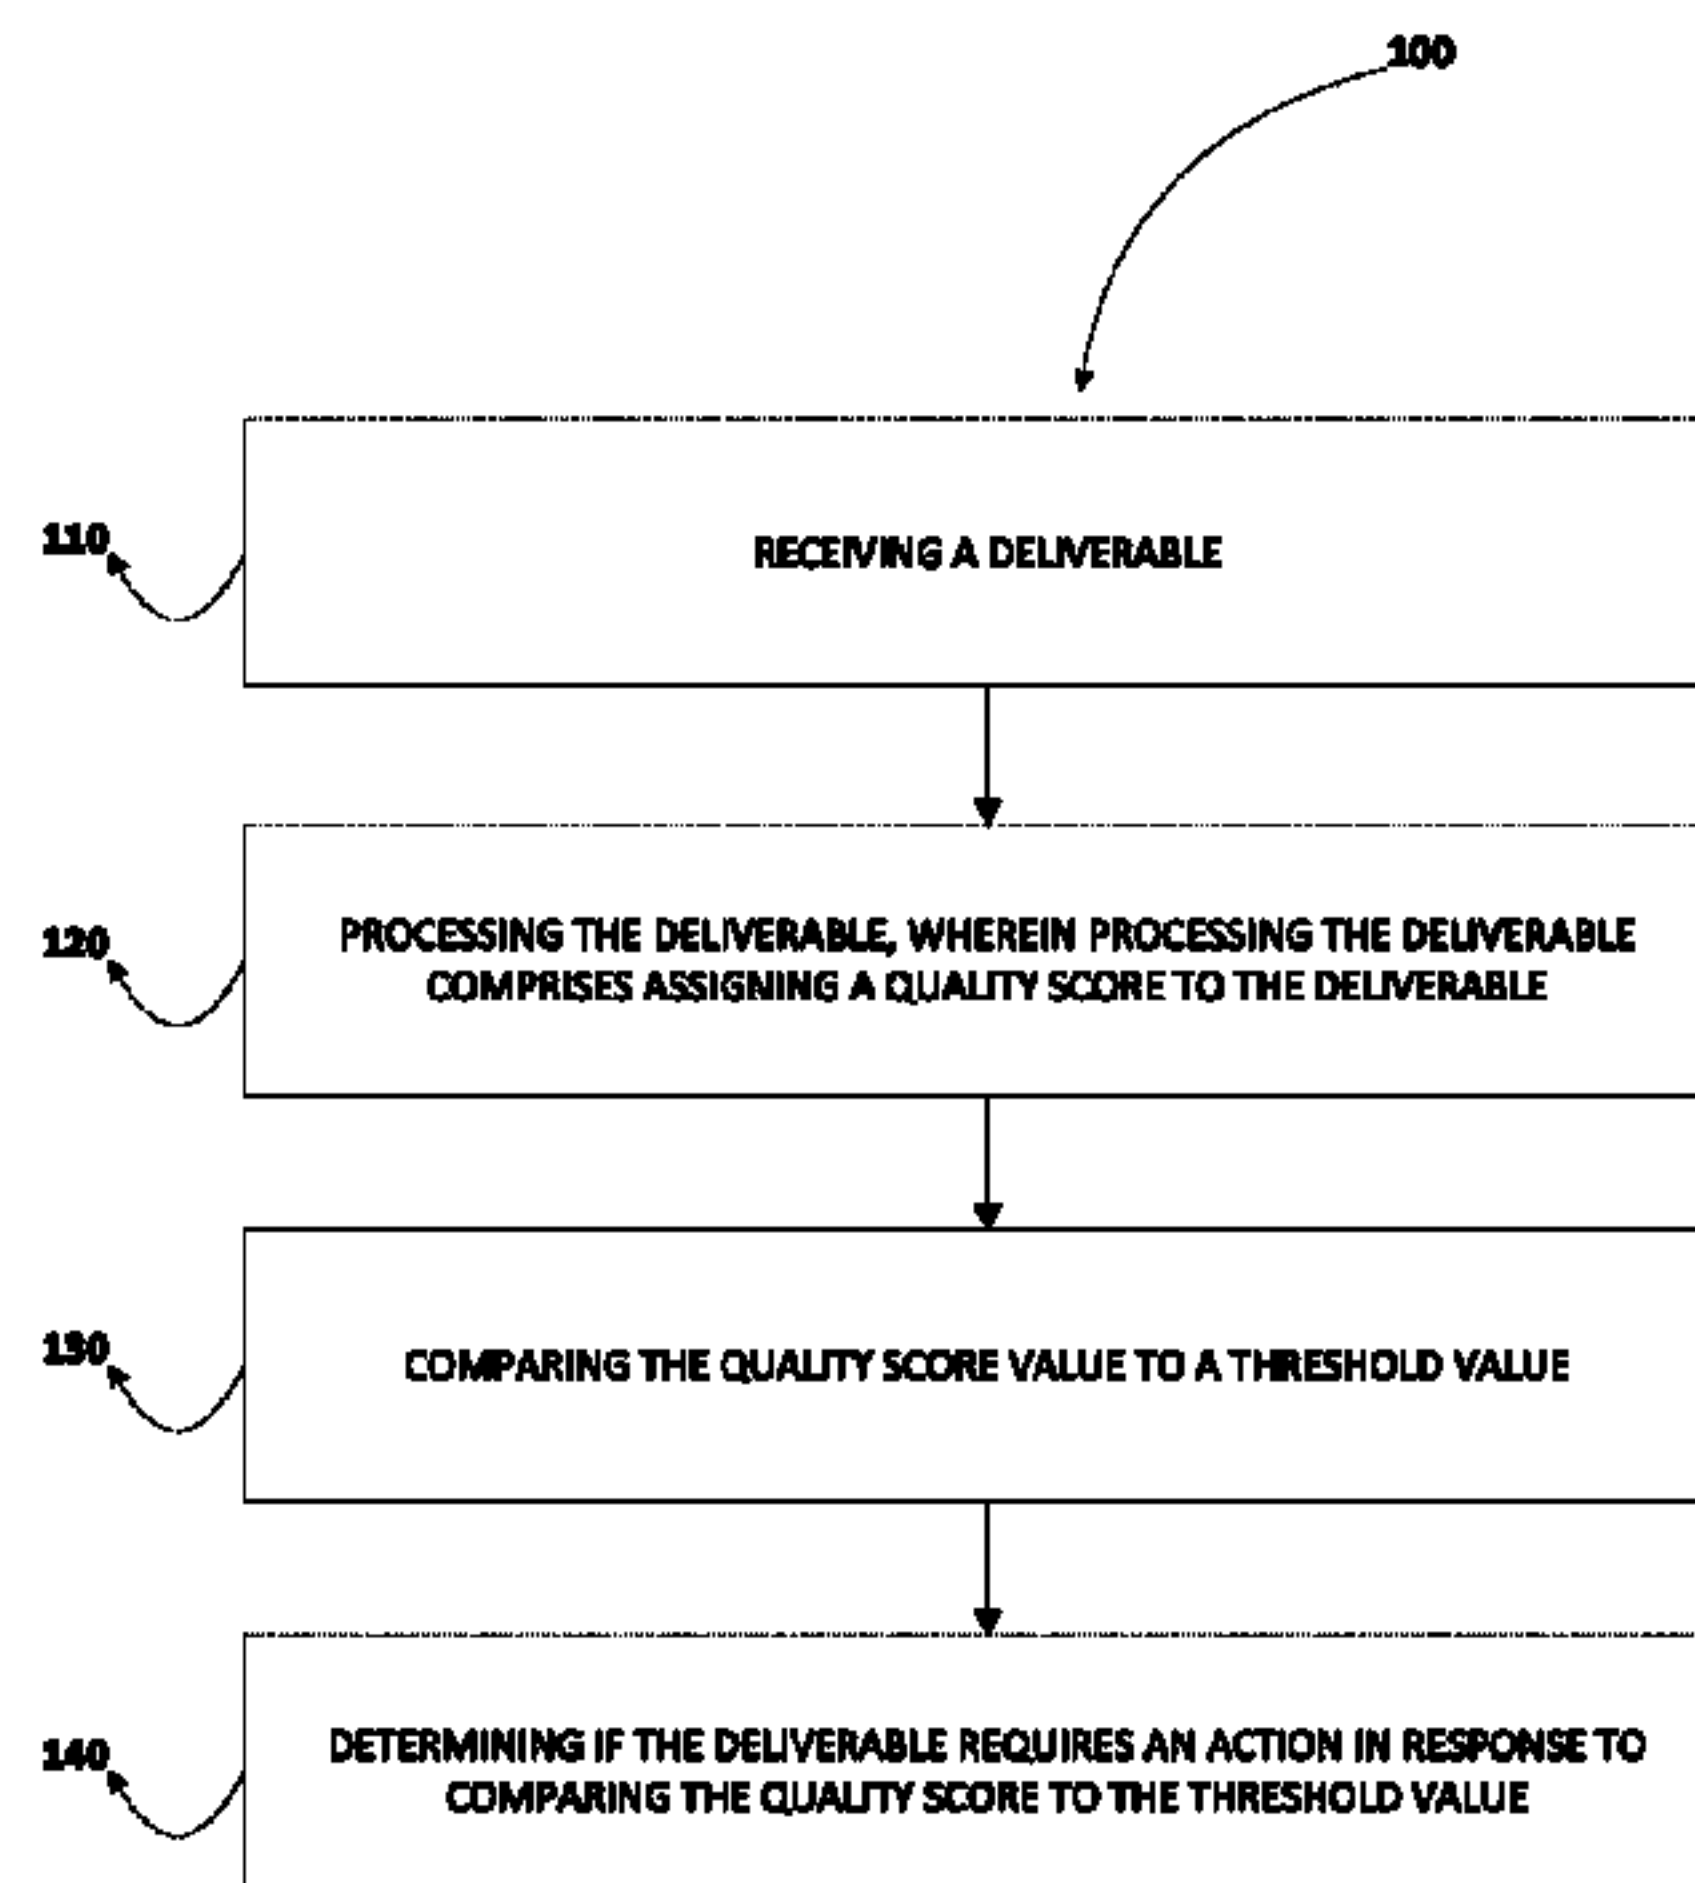 100
110
RECEIVING A DELIVERABLE
120
PROCESSING THE DELIVERABLE, WHEREIN PROCESSING THE DELIVERABLE
COMPRISES ASSIGNING A QUALITY SCORE TO THE DELIVERABLE
130
COMPARING THE QUALITY SCORE VALUE TO A THRESHOLD VALUE
140
DETERMINING IF THE DELIVERABLE REQUIRES AN ACTION IN RESPONSE TO
COMPARING THE QUALITY SCORE TO THE THRESHOLD VALUE